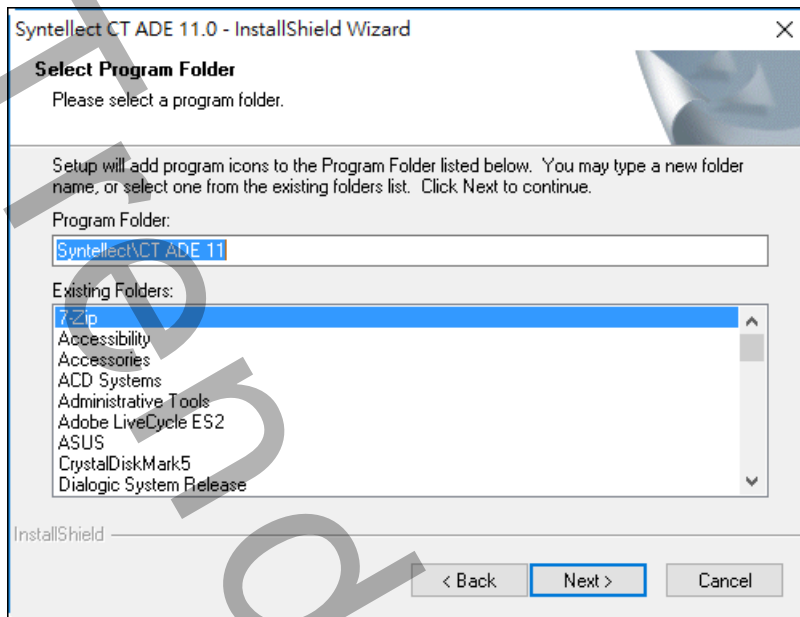 Syntellect CT ADE 11.0 - InstallShield Wizard
Select Program Folder
Please select a program folder.
Setup will add program icons to the Program Folder listed below. You may type a new folder
name, or select one from the existing folders list. Click Next to continue.
Program Folder:
Syntellect\CT ADE 11
Existing Folders:
7-Zip
Accessibility
Accessories
ACD Systems
Administrative Tools
Adobe LiveCycle ES2
ASUS
CrystalDiskMark5
Dialogic System Release
InstallShield
< Back Next > Cancel
Trend